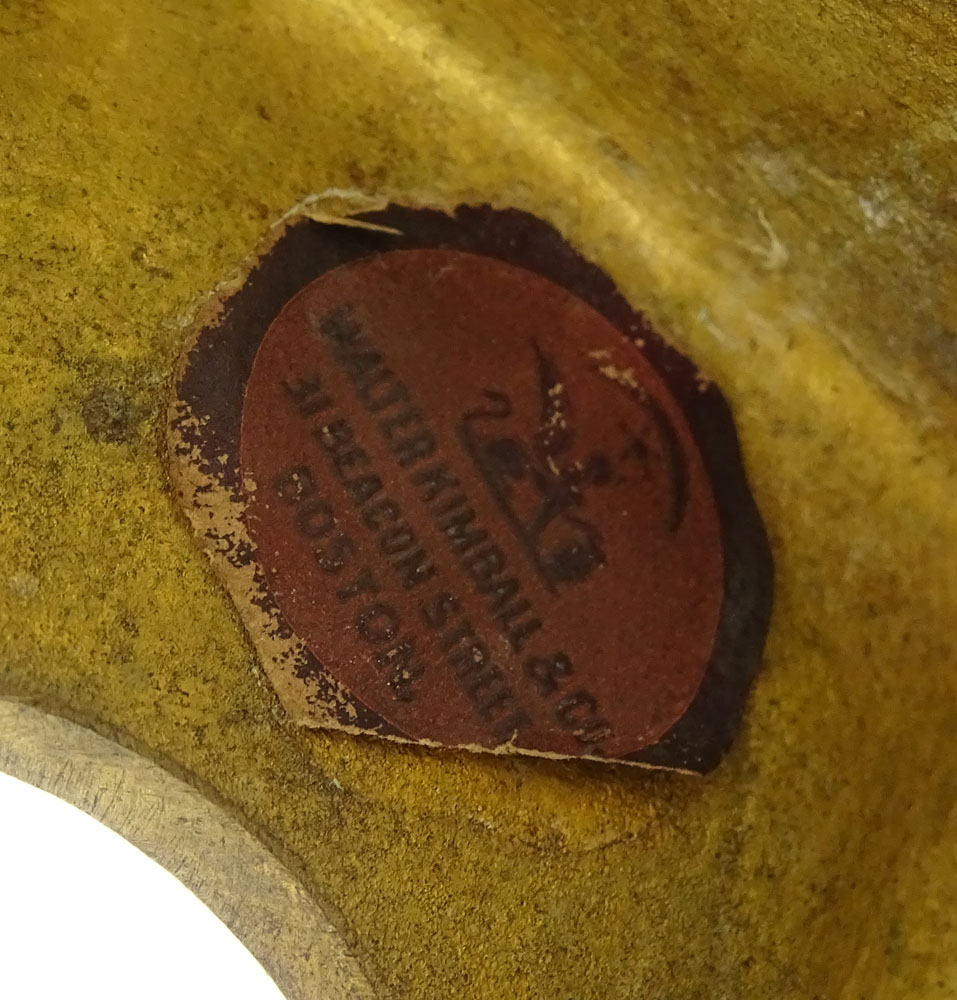 WALTER KIMBALL & CO.
31 BEACON STREET
BOSTON.